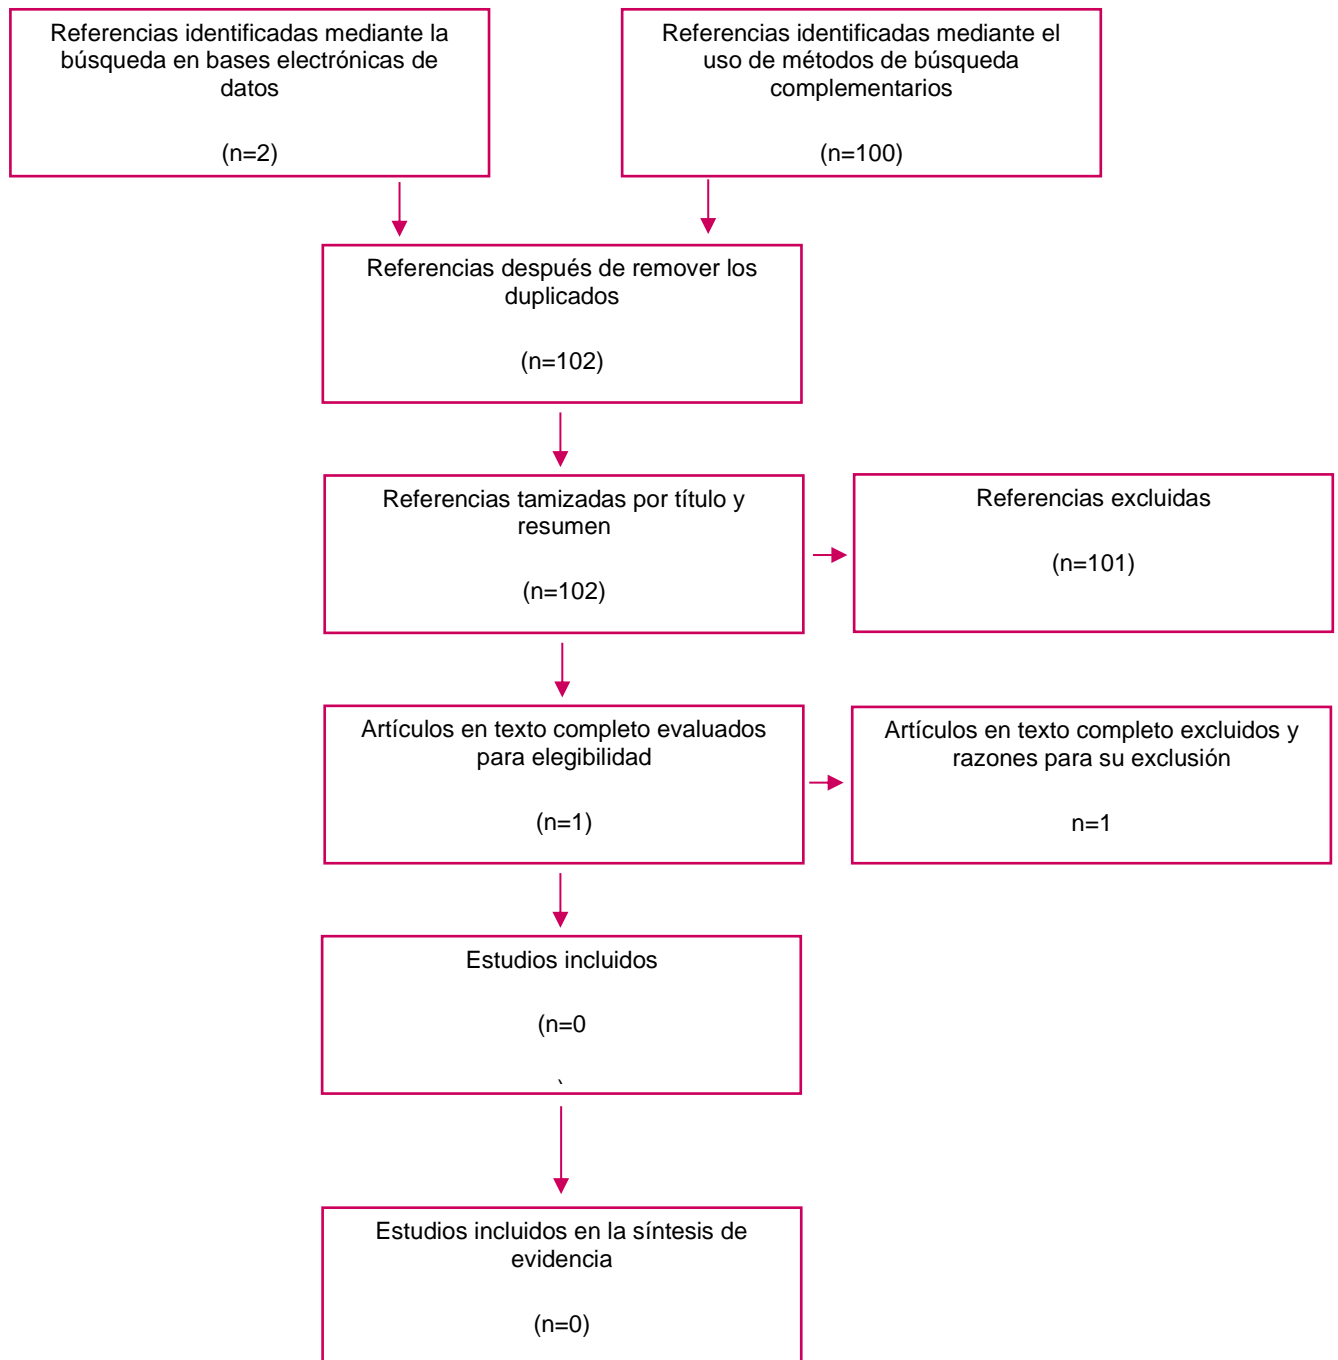 Referencias identificadas mediante la
búsqueda en bases electrónicas de
datos
(n=2)
Referencias identificadas mediante el
uso de métodos de búsqueda
complementarios
(n=100)
Referencias después de remover los
duplicados
(n=102)
Referencias tamizadas por título y
resumen
(n=102)
Referencias excluidas
(n=101)
Artículos en texto completo evaluados
para elegibilidad
(n=1)
Artículos en texto completo excluidos y
razones para su exclusión
n=1
Estudios incluidos
(n=0
Estudios incluidos en la síntesis de
evidencia
(n=0)